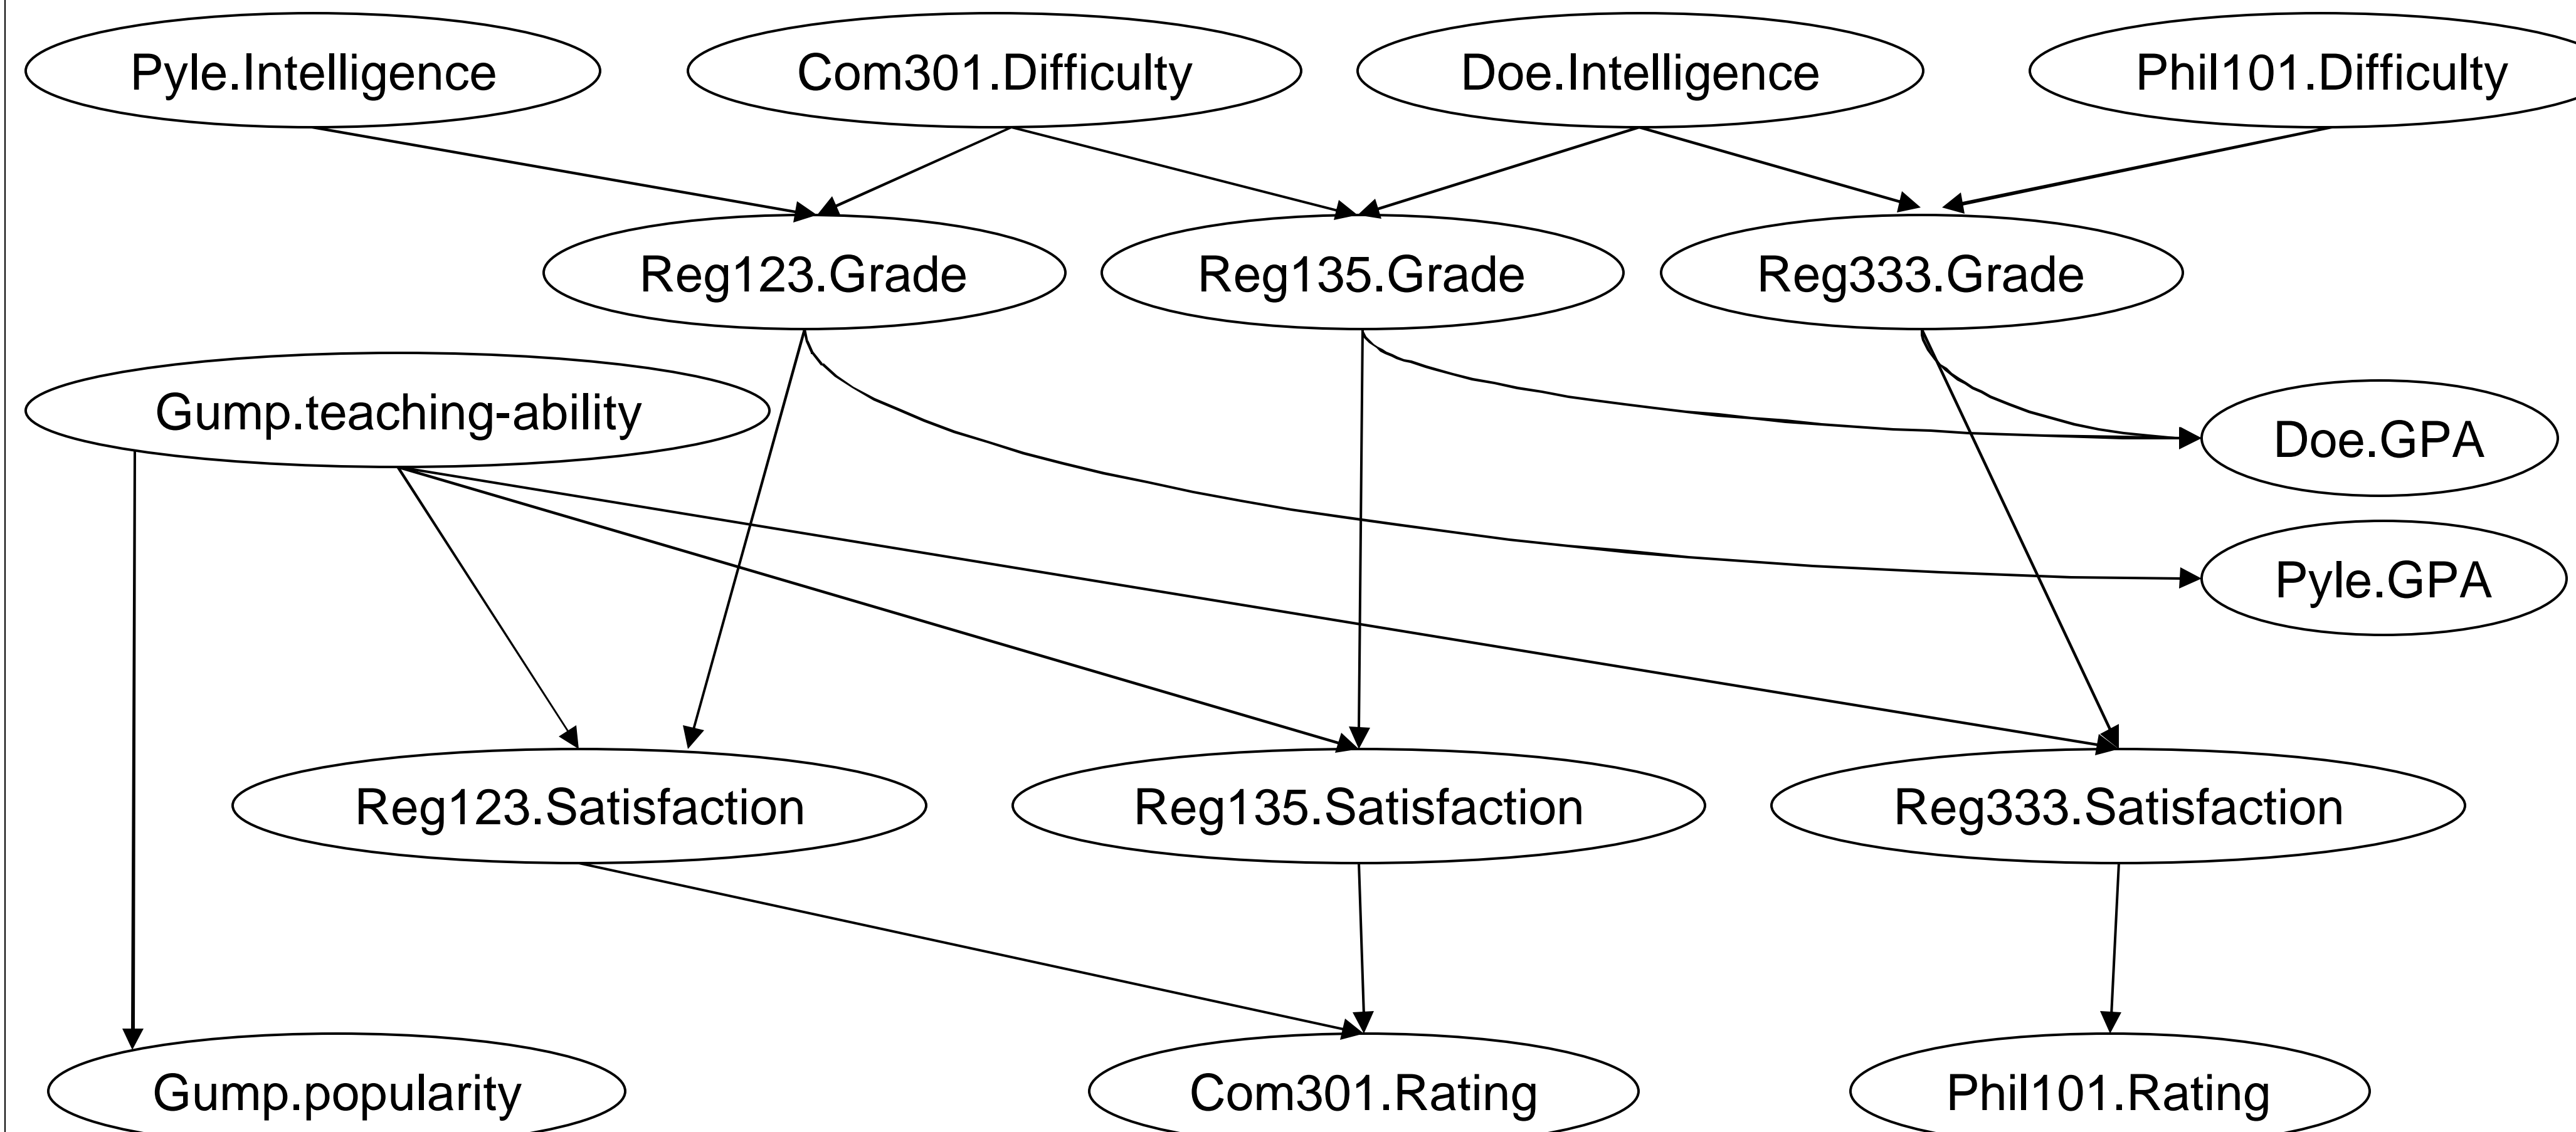 Pyle.Intelligence
Com301.Difficulty
Doe.Intelligence
Phil101.Difficulty
Reg123.Grade
Reg135.Grade
Reg333.Grade
Gump.teaching-ability
Doe.GPA
Pyle.GPA
Reg123.Satisfaction
Reg135.Satisfaction
Reg333.Satisfaction
Gump.popularity
Com301.Rating
Phil101.Rating